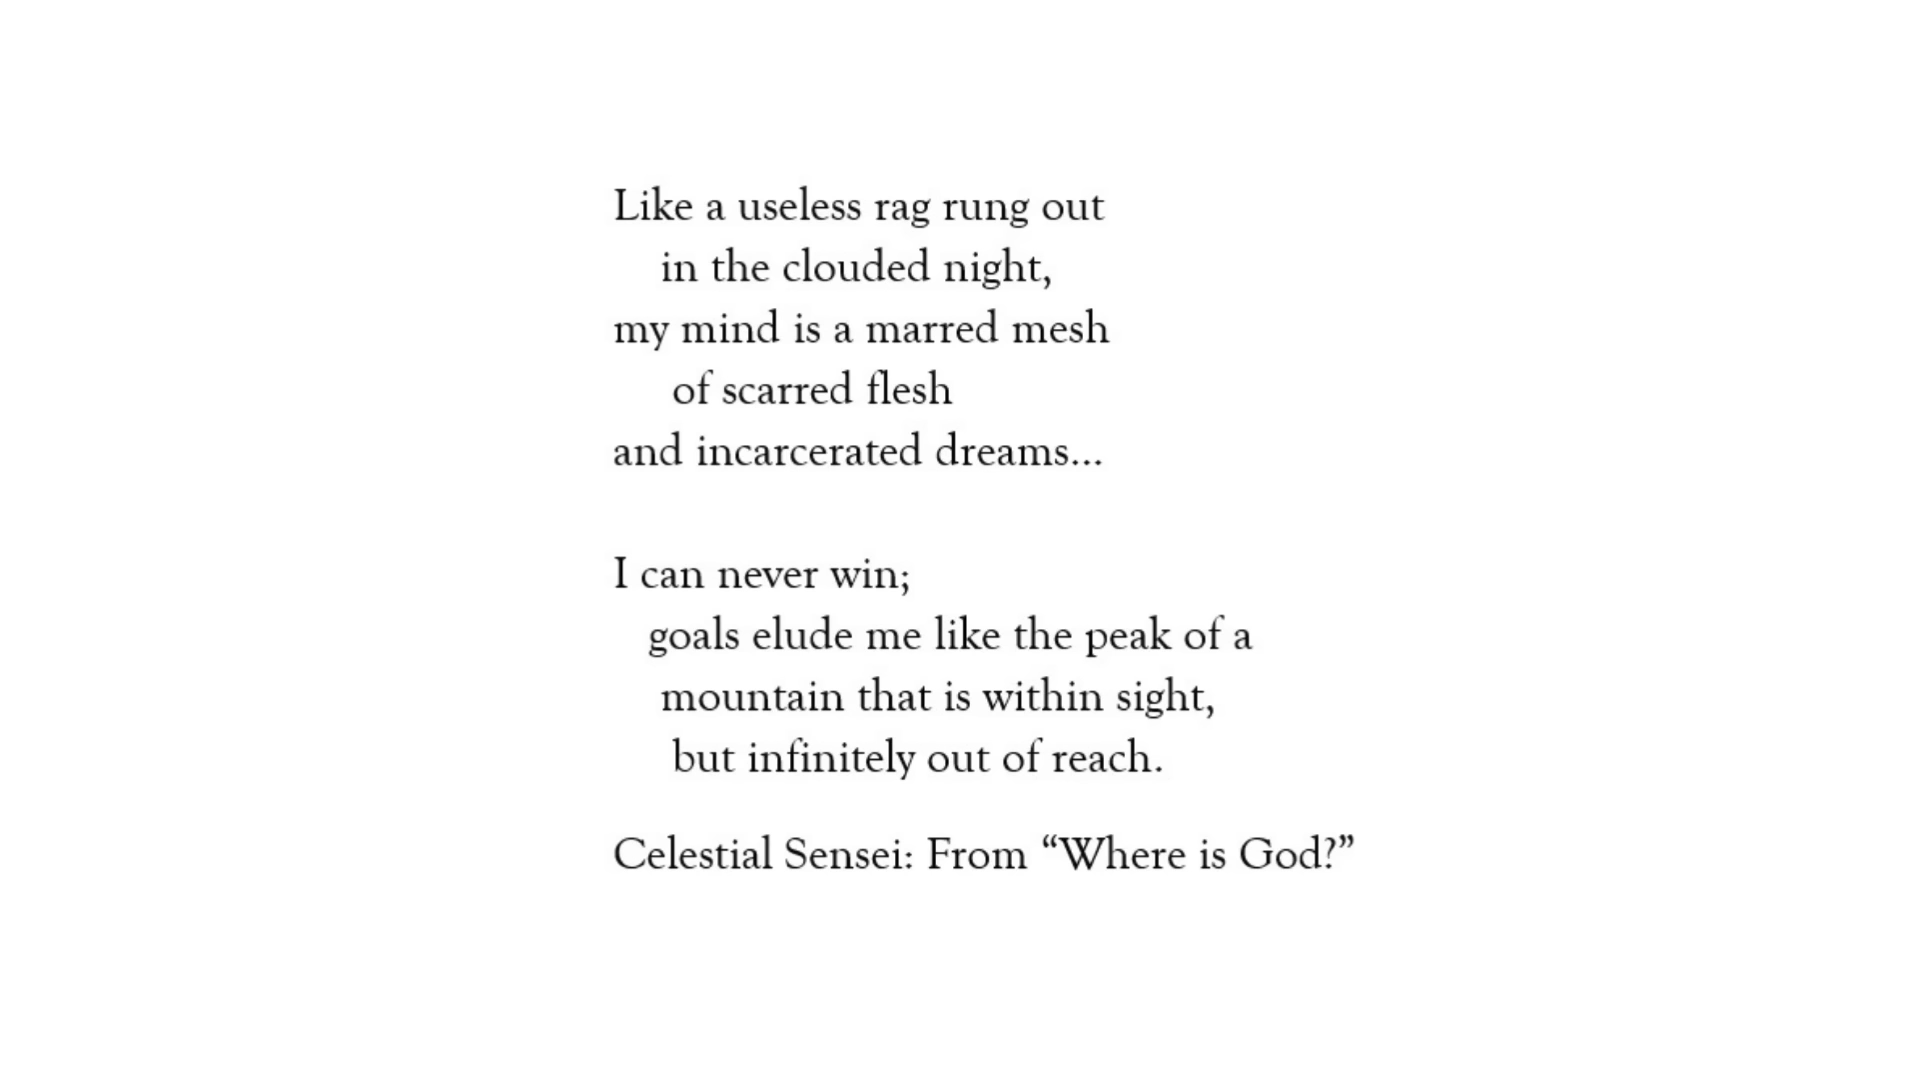 Like a useless rag rung out
in the clouded night,
my mind is a marred mesh
of scarred flesh
and incarcerated dreams...
I can never win;
goals elude me like the peak of a
mountain that is within sight,
but infinitely out of reach.
Celestial Sensei: From “Where is God?”